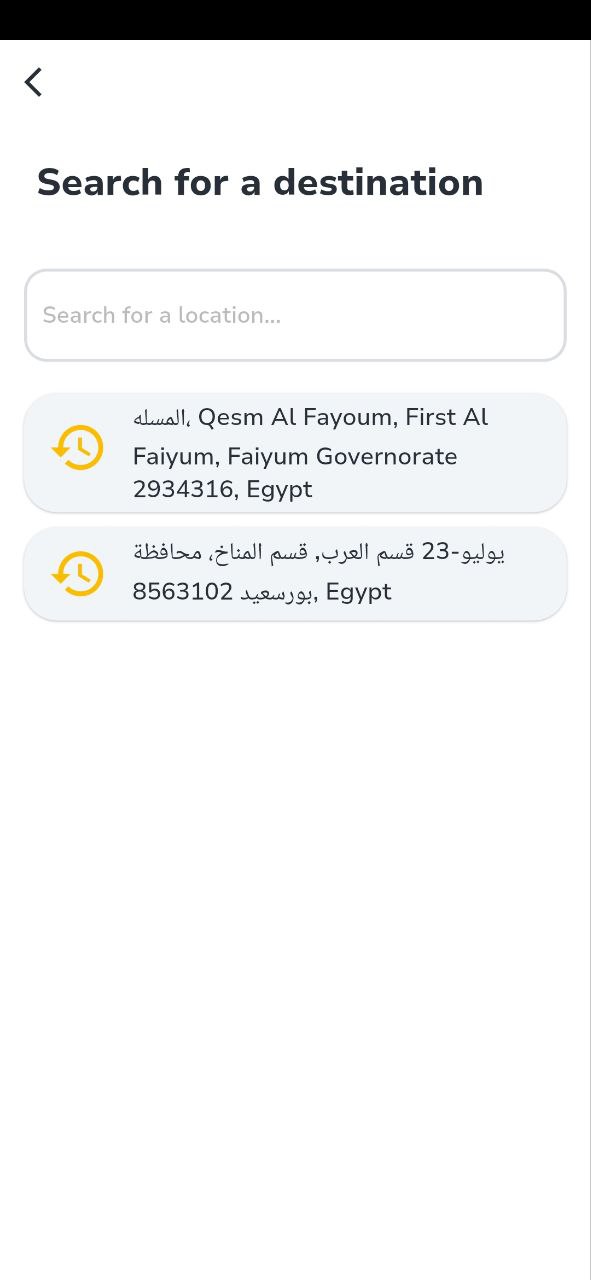 Search for a destination
Search for a location...
المسله، Qesm Al Fayoum, First Al
Faiyum, Faiyum Governorate
2934316, Egypt
يوليو-23 قسم العرب, قسم المناخ، محافظة
بورسعيد 8563102, Egypt